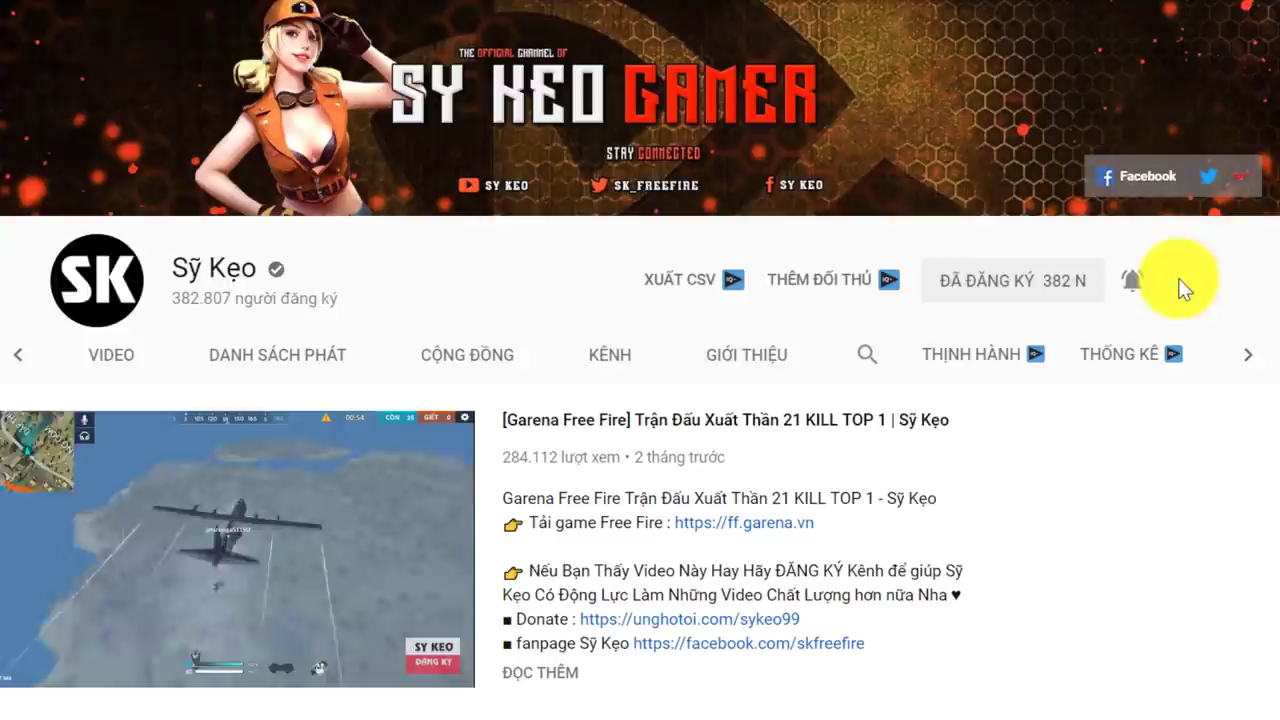 THE OFFICIAL CHANNEL OF
SY KEO GAMER
STAY CONNECTED
SY KEO
SK_FREEFIRE
SY KEO
Facebook
SK
Sỹ Kẹo
382.807 người đăng ký
XUẤT CSV
THÊM ĐỐI THỦ
ĐÃ ĐĂNG KÝ 382 N
VIDEO
DANH SÁCH PHÁT
CỘNG ĐỒNG
KÊNH
GIỚI THIỆU
THỊNH HÀNH
THỐNG KÊ
00:54
CÒN 35
GIẾT 0
SY KEO
ĐĂNG KÝ
[Garena Free Fire] Trận Đấu Xuất Thần 21 KILL TOP 1 | Sỹ Kẹo
284.112 lượt xem • 2 tháng trước
Garena Free Fire Trận Đấu Xuất Thần 21 KILL TOP 1 - Sỹ Kẹo
👉 Tải game Free Fire : https://ff.garena.vn
👉 Nếu Bạn Thấy Video Này Hay Hãy ĐĂNG KÝ Kênh để giúp Sỹ
Kẹo Có Động Lực Làm Những Video Chất Lượng hơn nữa Nha ♥
■ Donate : https://unghotoi.com/sykeo99
■ fanpage Sỹ Kẹo https://facebook.com/skfreefire
ĐỌC THÊM